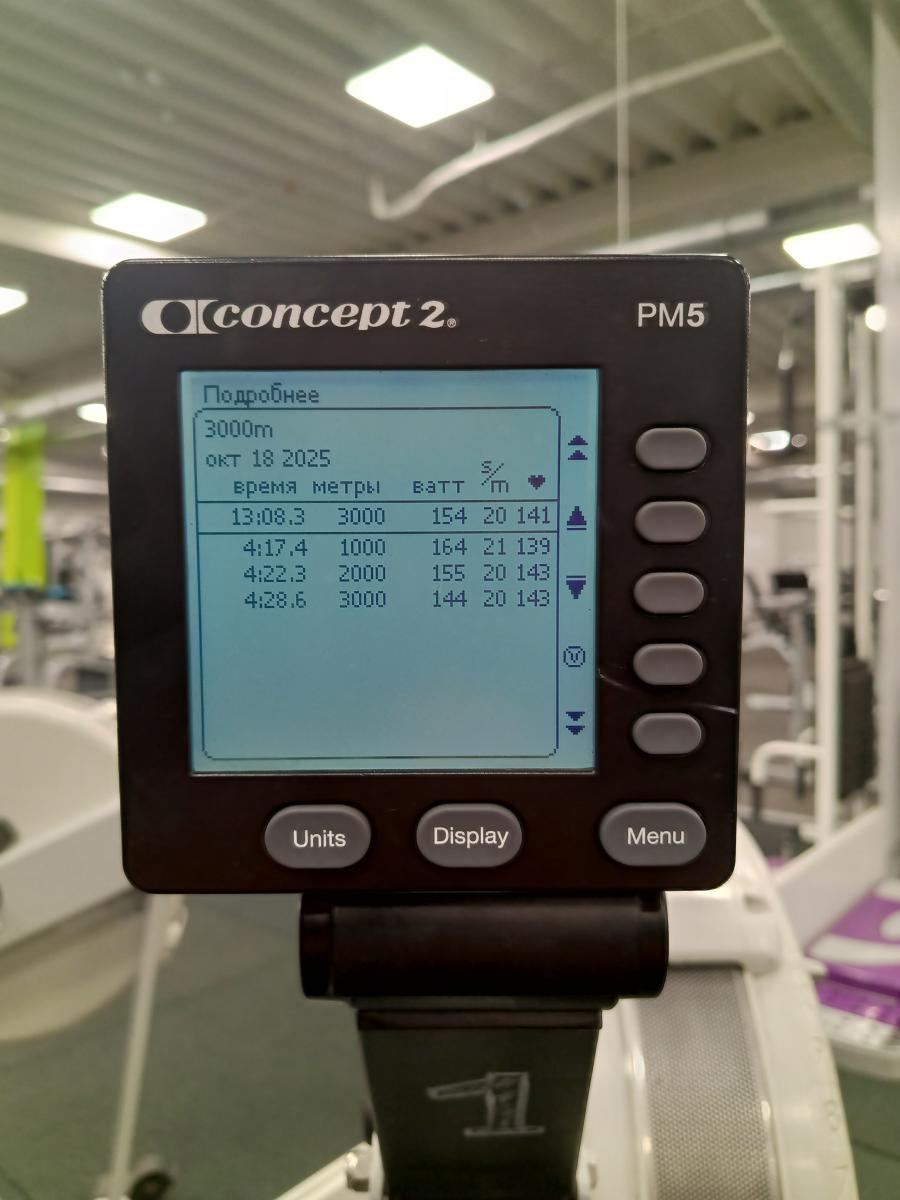 concept 2®
PM5
Подробнее
3000m
окт 18 2025
время метры ватт s/m ♥
13:08.3 3000 154 20 141
4:17.4 1000 164 21 139
4:22.3 2000 155 20 143
4:28.6 3000 144 20 143
Units Display Menu
1